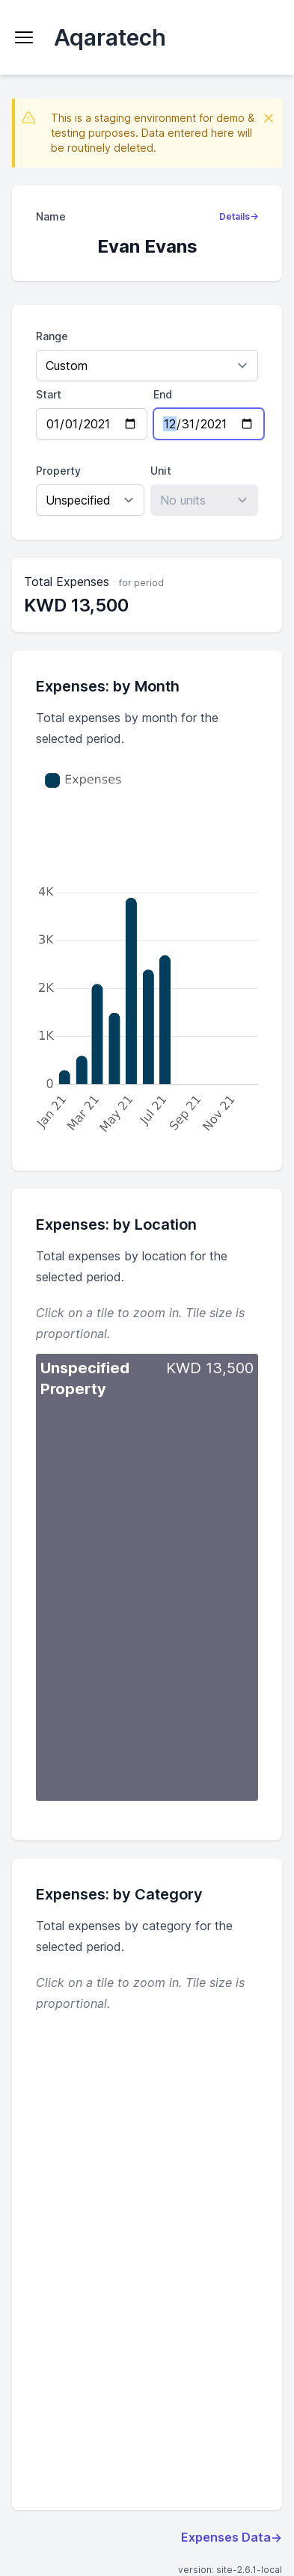 Aqaratech
This is a staging environment for demo &
testing purposes. Data entered here will
be routinely deleted.
Name
Details→
Evan Evans
Range
Custom
Start
End
01/01/2021
12/31/2021
Property
Unit
Unspecified
No units
Total Expenses for period
KWD 13,500
Expenses: by Month
Total expenses by month for the
selected period.
Expenses
4K
3K
2K
1K
0
Jan 21
Mar 21
May 21
Jul 21
Sep 21
Nov 21
Expenses: by Location
Total expenses by location for the
selected period.
Click on a tile to zoom in. Tile size is
proportional.
Unspecified KWD 13,500
Property
Expenses: by Category
Total expenses by category for the
selected period.
Click on a tile to zoom in. Tile size is
proportional.
Expenses Data→
version: site-2.6.1-local